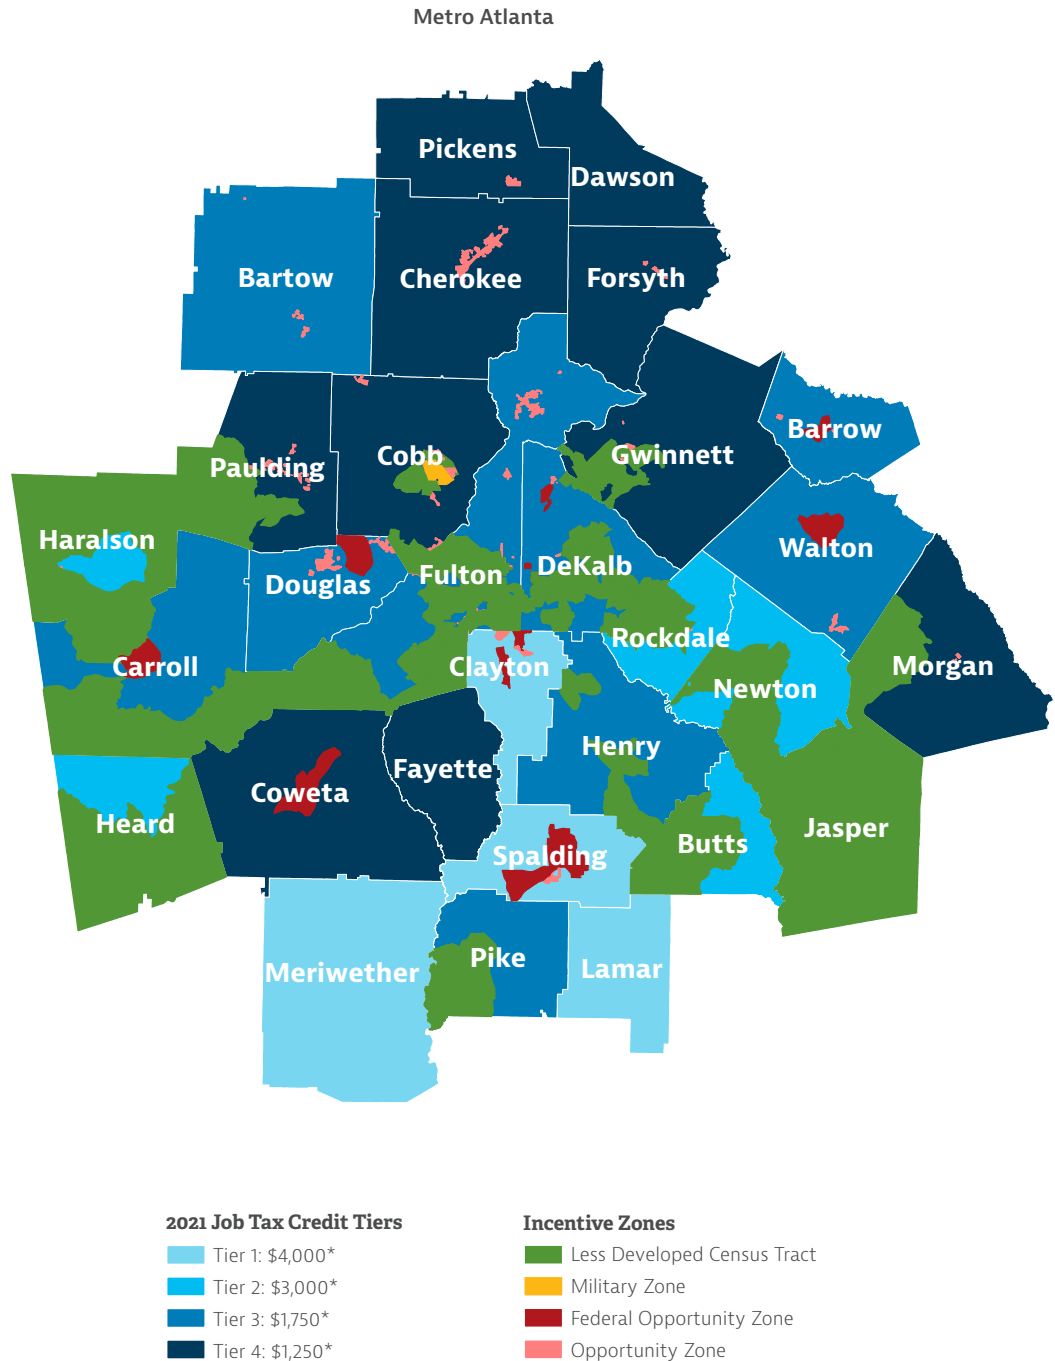 Metro Atlanta
Pickens
Dawson
Bartow
Cherokee
Forsyth
Barrow
Cobb
Gwinnett
Paulding
Haralson
Walton
Fulton
DeKalb
Douglas
Rockdale
Carroll
Clayton
Morgan
Newton
Henry
Fayette
Coweta
Heard
Jasper
Butts
Spalding
Pike
Lamar
Meriwether
2021 Job Tax Credit Tiers
Tier 1: $4,000*
Tier 2: $3,000*
Tier 3: $1,750*
Tier 4: $1,250*
Incentive Zones
Less Developed Census Tract
Military Zone
Federal Opportunity Zone
Opportunity Zone